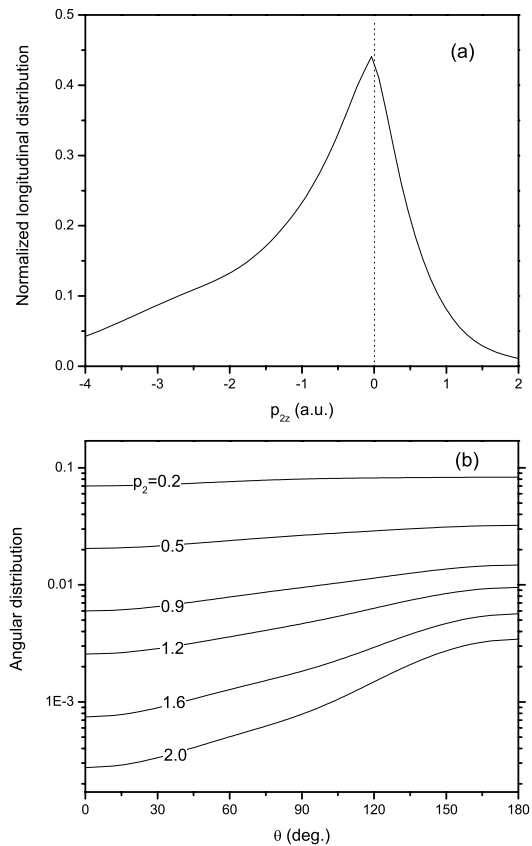 0.5
(a)
0.4
0.3
0.2
0.1
0.0
Normalized longitudinal distribution
-4 -3 -2 -1 0 1 2
p2z (a.u.)
(b)
0.1
0.01
1E-3
Angular distribution
p2=0.2
0.5
0.9
1.2
1.6
2.0
0 30 60 90 120 150 180
θ (deg.)